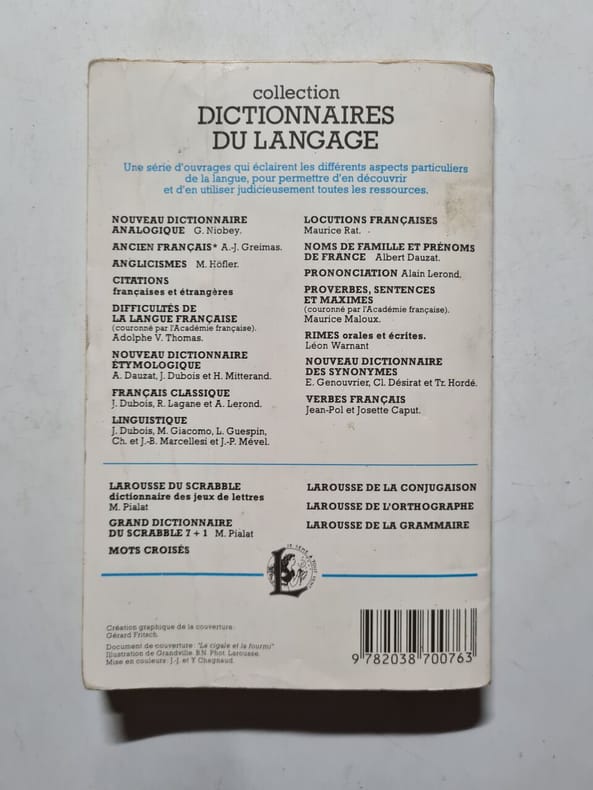 collection
DICTIONNAIRES
DU LANGAGE
Une série d'ouvrages qui éclairent les différents aspects particuliers
de la langue, pour permettre d'en découvrir
et d'en utiliser judicieusement toutes les ressources.
NOUVEAU DICTIONNAIRE
ANALOGIQUE G. Niobey.
ANCIEN FRANÇAIS* A.-J. Greimas.
ANGLICISMES M. Höfler.
CITATIONS
françaises et étrangères
DIFFICULTÉS DE
LA LANGUE FRANÇAISE
(couronné par l'Académie française).
Adolphe V. Thomas.
NOUVEAU DICTIONNAIRE
ÉTYMOLOGIQUE
A. Dauzat, J. Dubois et H. Mitterand.
FRANÇAIS CLASSIQUE
J. Dubois, R. Lagane et A. Lerond.
LINGUISTIQUE
J. Dubois, M. Giacomo, L. Guespin,
Ch. et J.-B. Marcellesi et J.-P. Mével.
LOCUTIONS FRANÇAISES
Maurice Rat.
NOMS DE FAMILLE ET PRÉNOMS
DE FRANCE Albert Dauzat.
PRONONCIATION Alain Lerond.
PROVERBES, SENTENCES
ET MAXIMES
(couronné par l'Académie française).
Maurice Maloux.
RIMES orales et écrites.
Léon Warnant
NOUVEAU DICTIONNAIRE
DES SYNONYMES
E. Genouvrier, Cl. Désirat et Tr. Hordé.
VERBES FRANÇAIS
Jean-Pol et Josette Caput.
LAROUSSE DU SCRABBLE
dictionnaire des jeux de lettres
M. Pialat
GRAND DICTIONNAIRE
DU SCRABBLE 7 + 1 M. Pialat
MOTS CROISÉS
LAROUSSE DE LA CONJUGAISON
LAROUSSE DE L'ORTHOGRAPHE
LAROUSSE DE LA GRAMMAIRE
L
Création graphique de la couverture :
Gérard Fritsch.
Document de couverture : "La cigale et la fourmi"
Illustration de Grandville. B.N. Phot. Larousse.
Mise en couleurs : J.-J. et Y Chagnaud.
9 782038 700763